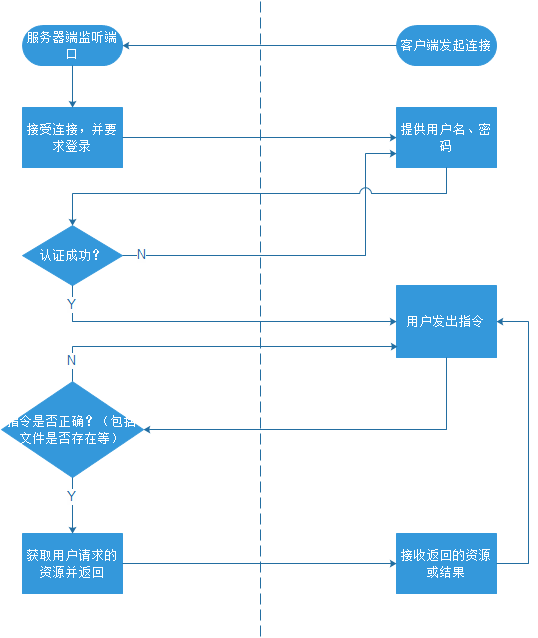 服务器端监听端
口
客户端发起连接
接受连接，并要
求登录
提供用户名、密
码
认证成功？
N
Y
用户发出指令
N
指令是否正确？（包括
文件是否存在等）
Y
获取用户请求的
资源并返回
接收返回的资源
或结果